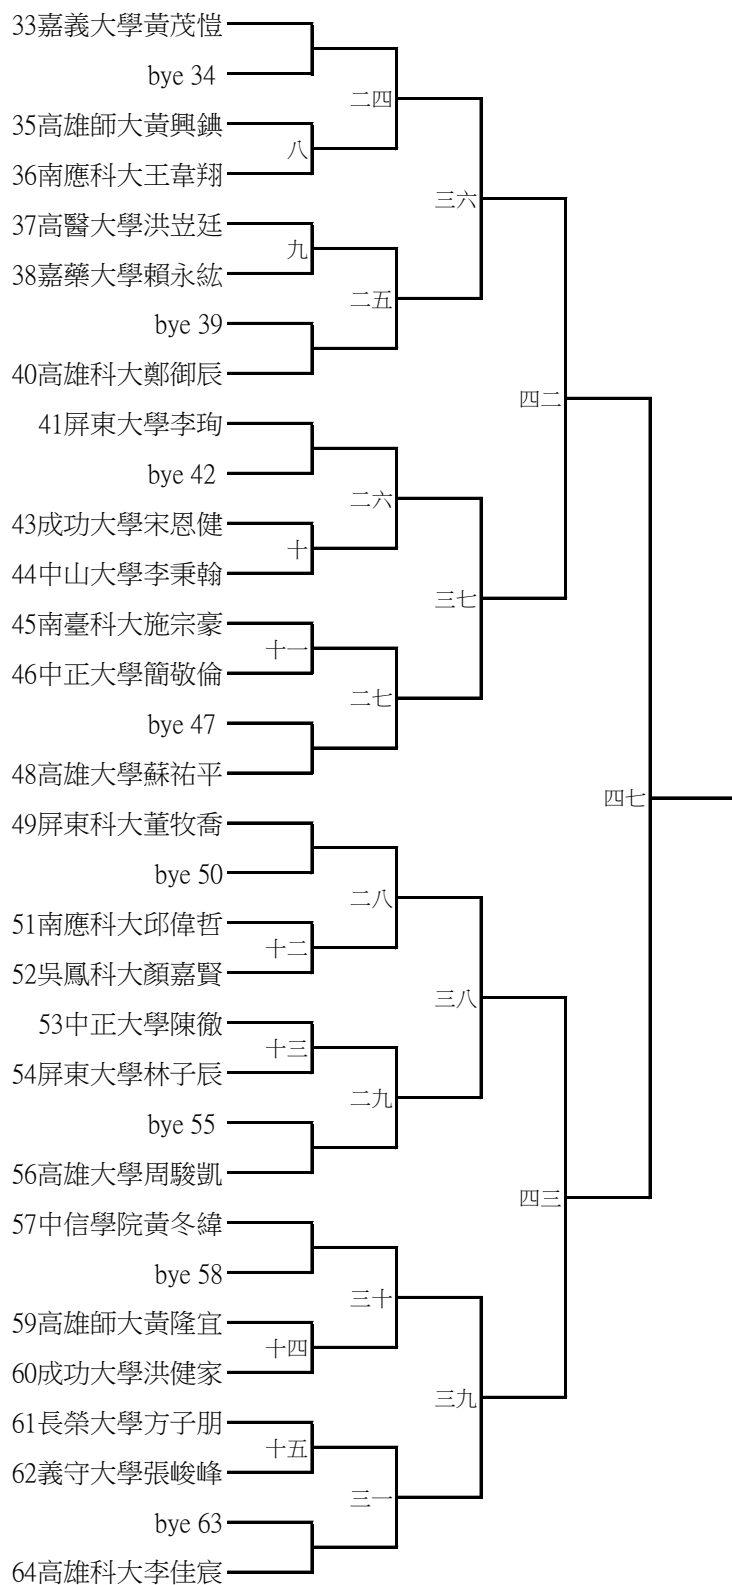 33嘉義大學黃茂愷
bye 34
二四
35高雄師大黃興錪
八
36南應科大王韋翔
三六
37高醫大學洪岦廷
九
38嘉藥大學賴永紘
二五
bye 39
40高雄科大鄭御辰
四二
41屏東大學李珣
bye 42
二六
43成功大學宋恩健
十
44中山大學李秉翰
三七
45南臺科大施宗豪
十一
46中正大學簡敬倫
二七
bye 47
48高雄大學蘇祐平
四七
49屏東科大董牧喬
bye 50
二八
51南應科大邱偉哲
十二
52吳鳳科大顏嘉賢
三八
53中正大學陳徹
十三
54屏東大學林子辰
二九
bye 55
56高雄大學周駿凱
四三
57中信學院黃冬緯
bye 58
三十
59高雄師大黃隆宜
十四
60成功大學洪健家
三九
61長榮大學方子朋
十五
62義守大學張峻峰
三一
bye 63
64高雄科大李佳宸